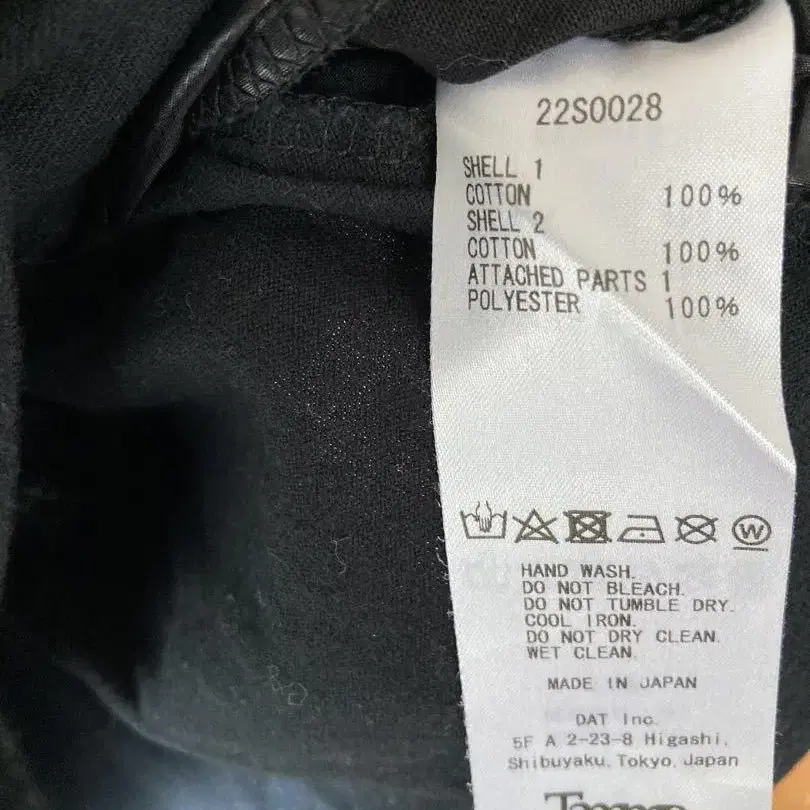 22S0028
SHELL 1
COTTON 100%
SHELL 2
COTTON 100%
ATTACHED PARTS 1
POLYESTER 100%
W
HAND WASH.
DO NOT BLEACH.
DO NOT TUMBLE DRY.
COOL IRON.
DO NOT DRY CLEAN.
WET CLEAN.
MADE IN JAPAN
DAT Inc.
5F A 2-23-8 Higashi,
Shibuyaku, Tokyo, Japan